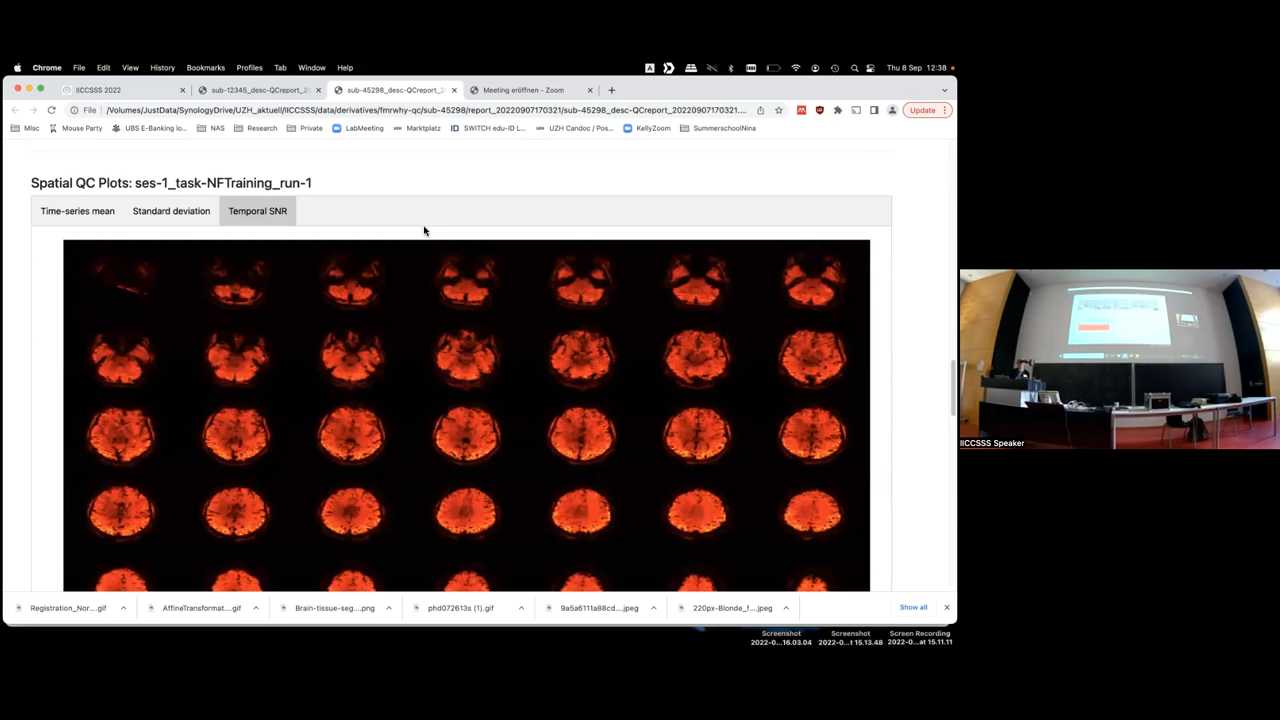 Chrome File Edit View History Bookmarks Profiles Tab Window Help Thu 8 Sep 12:38
IICCSSS 2022 sub-12345_desc-QCreport_20 sub-45298_desc-QCreport_2 Meeting eröffnen - Zoom
File /Volumes/JustData/SynologyDrive/UZH_aktuell/IICCSSS/data/derivatives/fmrwhy-qc/sub-45298/report_20220907170321/sub-45298_desc-QCreport_20220907170321.... Update
Misc Mouse Party UBS E-Banking lo... NAS Research Private LabMeeting Marktplatz SWITCH edu-ID L... UZH Candoc / Pos... KellyZoom SummerschoolNina
Spatial QC Plots: ses-1_task-NFTraining_run-1
Time-series mean Standard deviation Temporal SNR
IICCSSS Speaker
Registration_Nor....gif AffineTransformat....gif Brain-tissue-seg....png phd072613s (1).gif 9a5a6111a88cd....jpeg 220px-Blonde_f....jpeg Show all
Screenshot Screenshot Screen Recording
2022-0...16.03.04 2022-0...t 15.13.48 2022-0...at 15.11.11